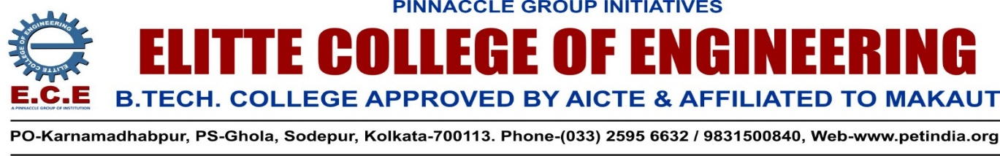 PINNACCLE GROUP INITIATIVES
ELITTE COLLEGE OF ENGINEERING
ELITTE COLLEGE OF ENGINEERING
E.C.E
A PINNACCLE GROUP OF INSTITUTION
B.TECH. COLLEGE APPROVED BY AICTE & AFFILIATED TO MAKAUT
PO-Karnamadhabpur, PS-Ghola, Sodepur, Kolkata-700113. Phone-(033) 2595 6632 / 9831500840, Web-www.petindia.org